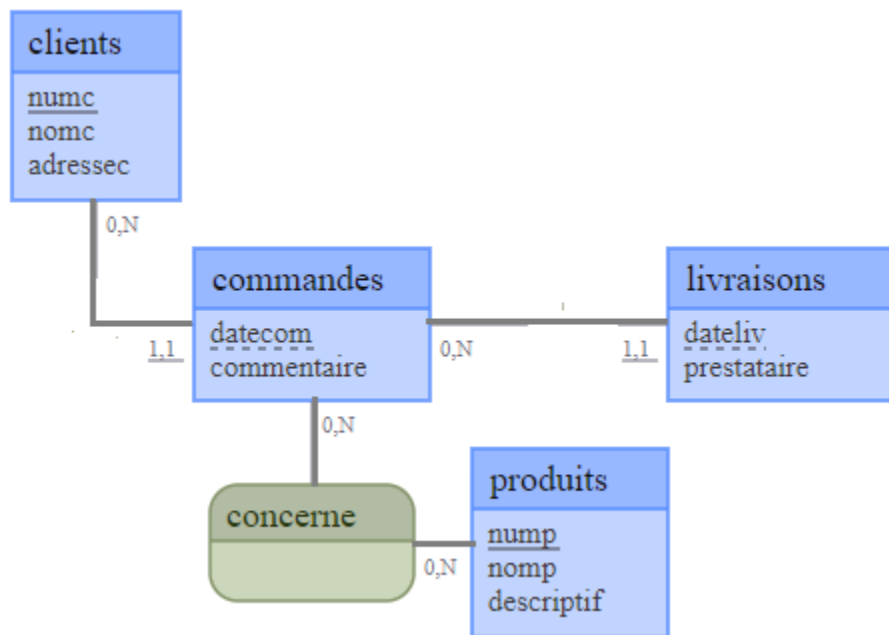 clients
numc
nomc
adressec
0,N
commandes
datecom
commentaire
1,1
0,N
1,1
livraisons
dateliv
prestataire
0,N
concerne
0,N
produits
nump
nomp
descriptif